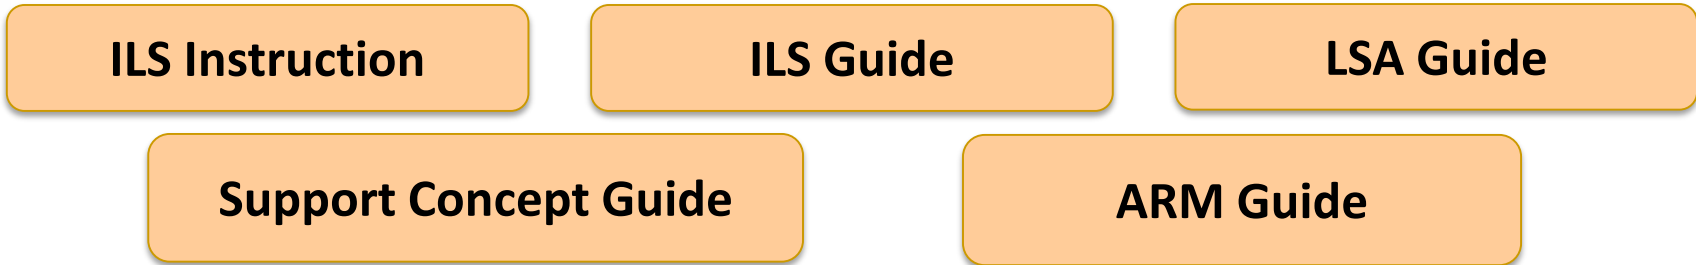 ILS Instruction
ILS Guide
LSA Guide
Support Concept Guide
ARM Guide